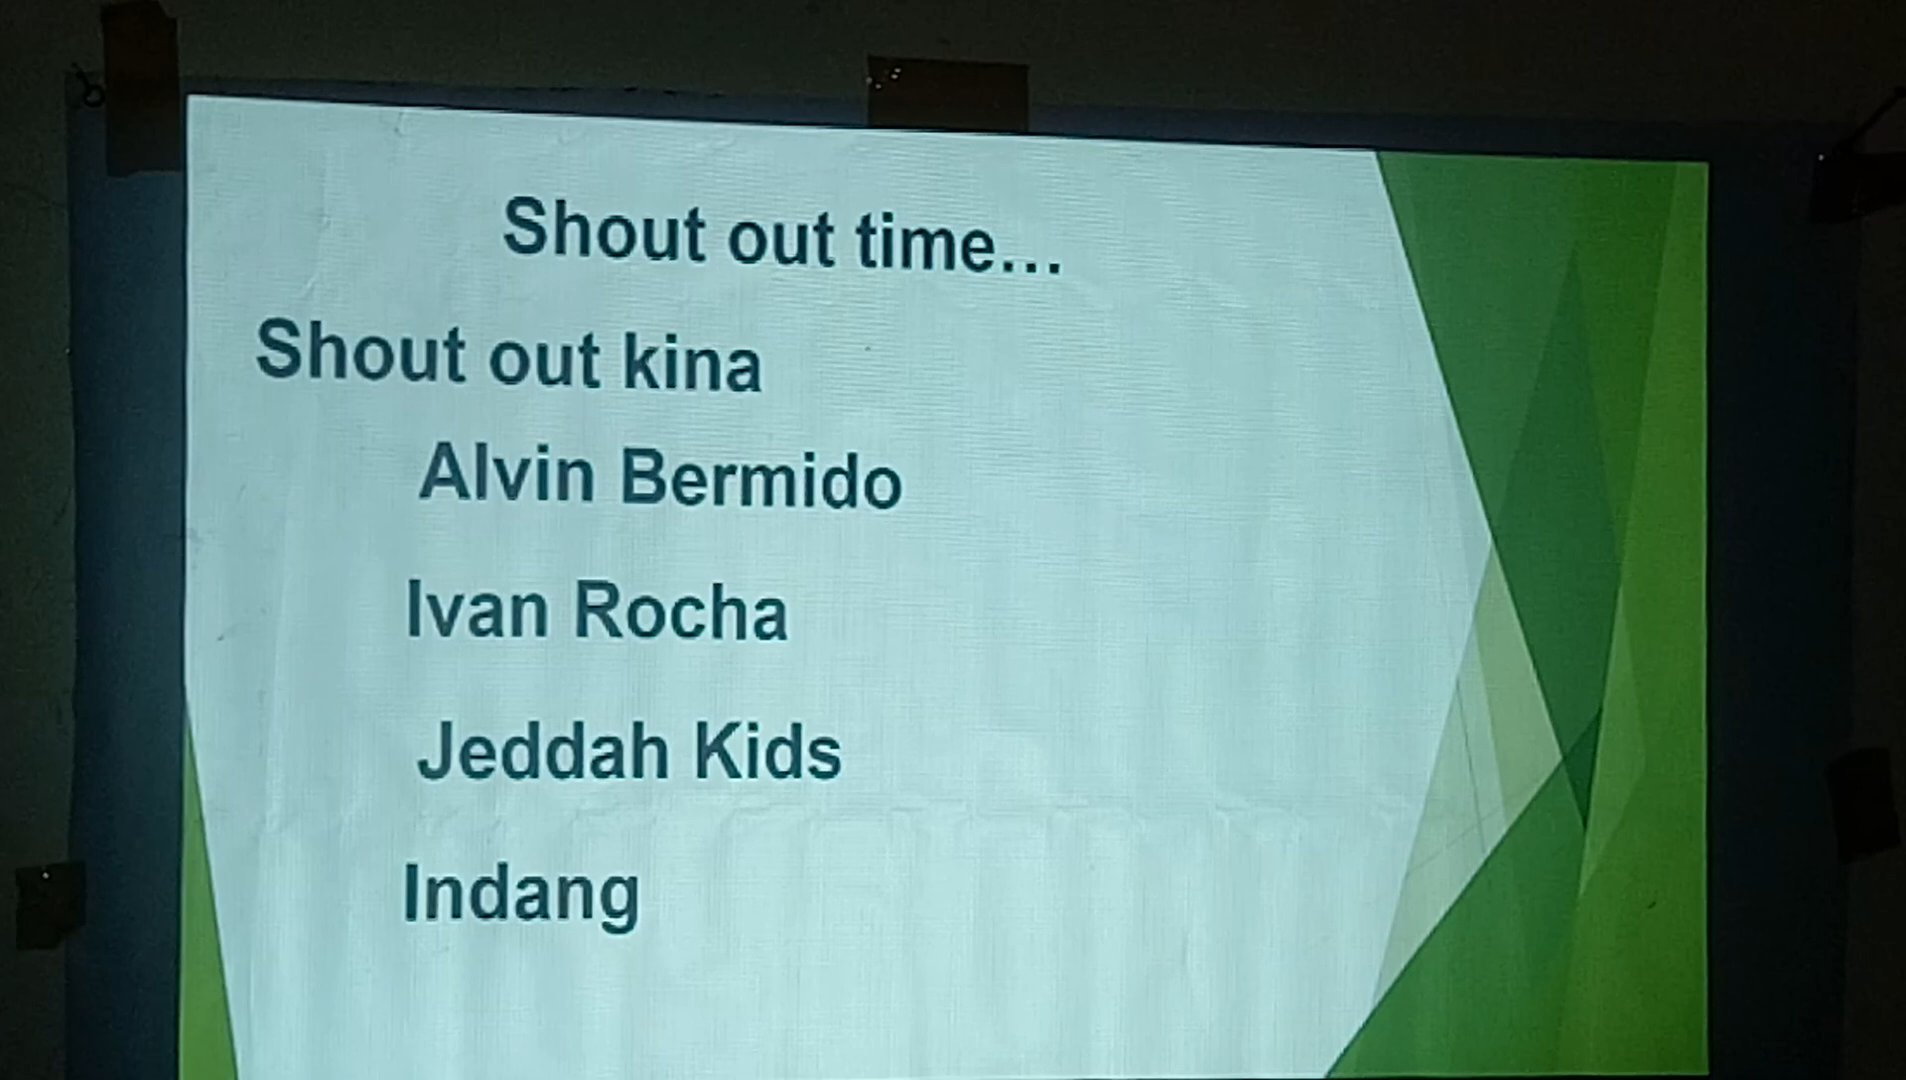 Shout out time...
Shout out kina
Alvin Bermido
Ivan Rocha
Jeddah Kids
Indang